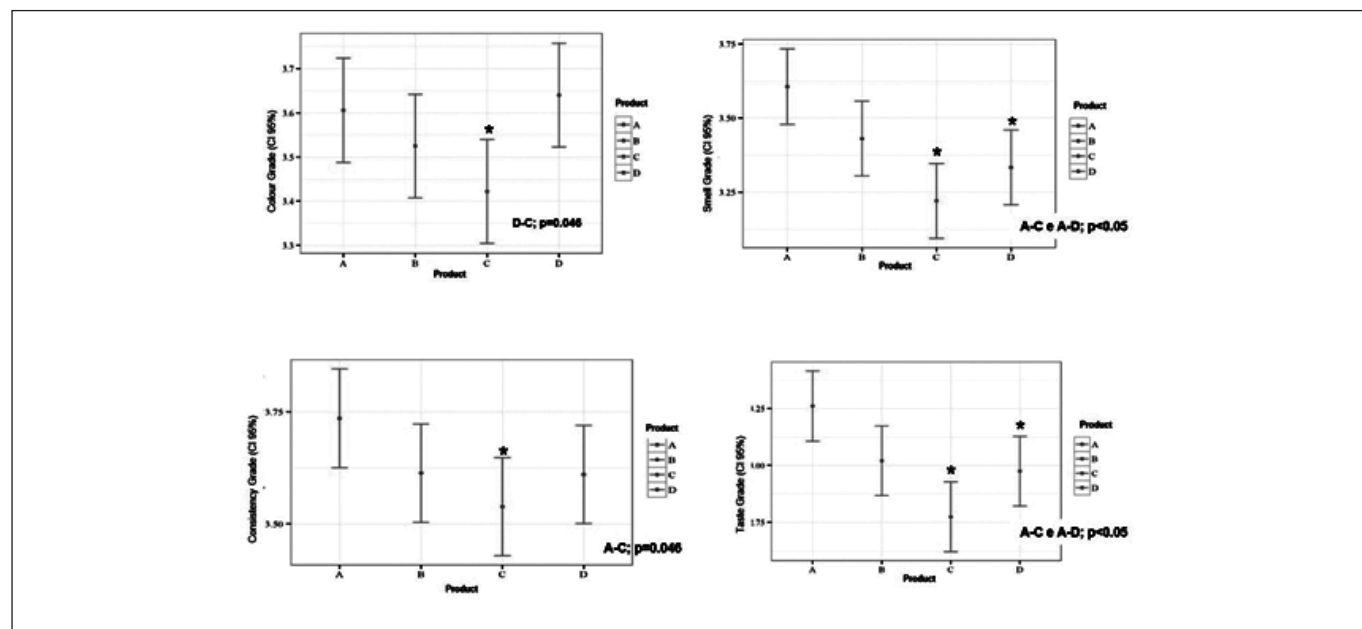 Colour Grade (CI 95%)
3.7
3.6
3.5
3.4
3.3
*
D-C; p=0.046
A B C D
Product
Product
A
B
C
D
Smell Grade (CI 95%)
3.75
3.50
3.25
*
*
A-C e A-D; p<0.05
A B C D
Product
Product
A
B
C
D
Consistency Grade (CI 95%)
3.75
3.50
*
A-C; p=0.046
A B C D
Product
Product
A
B
C
D
Taste Grade (CI 95%)
*
*
A-C e A-D; p<0.05
A B C D
Product
Product
A
B
C
D